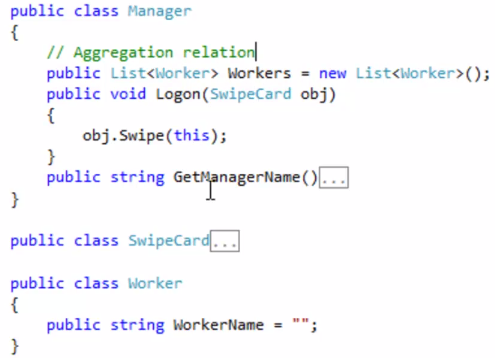 public class Manager
{
// Aggregation relation
public List<Worker> Workers = new List<Worker>();
public void Logon(SwipeCard obj)
{
obj.Swipe(this);
}
public string GetManagerName()...
}
public class SwipeCard...
public class Worker
{
public string WorkerName = "";
}